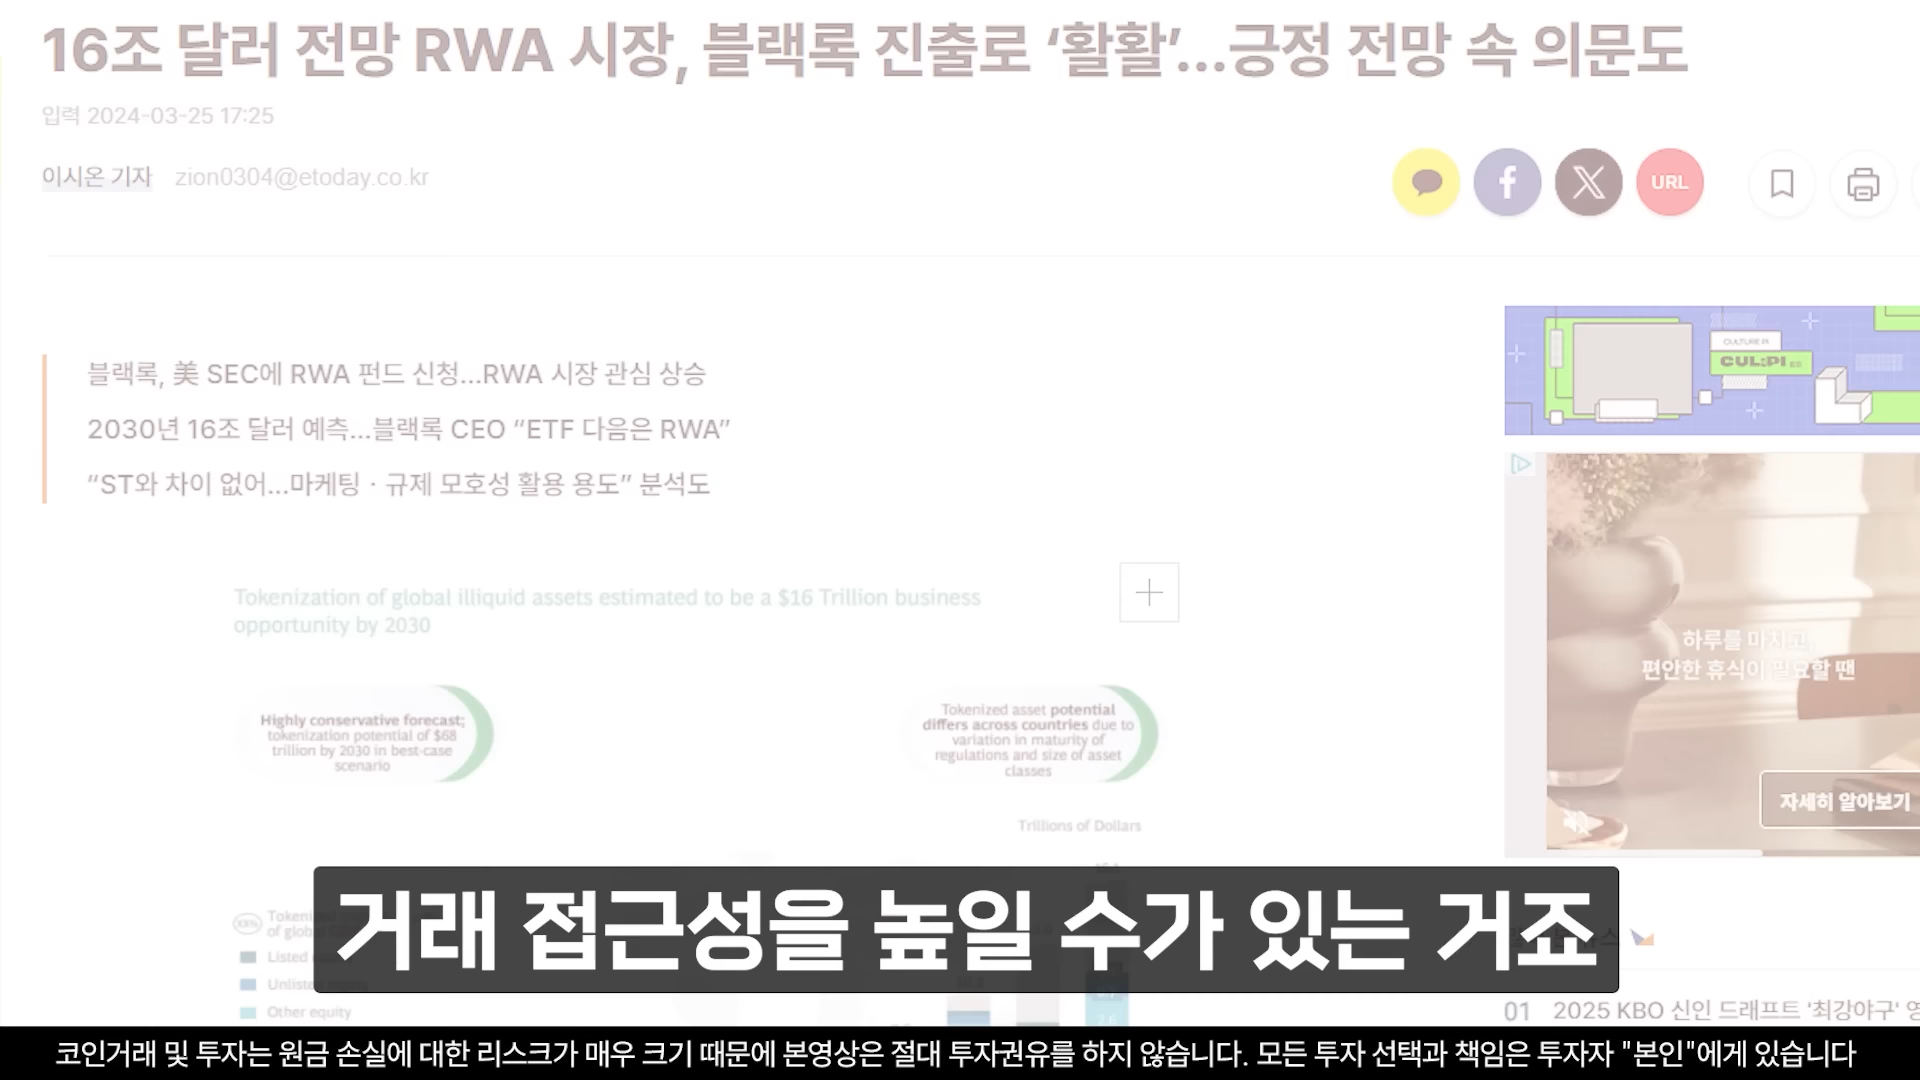 16조 달러 전망 RWA 시장, 블랙록 진출로 ‘활활’...긍정 전망 속 의문도
입력 2024-03-25 17:25
이시온 기자 zion0304@etoday.co.kr
URL
블랙록, 美 SEC에 RWA 펀드 신청...RWA 시장 관심 상승
2030년 16조 달러 예측...블랙록 CEO “ETF 다음은 RWA”
“ST와 차이 없어...마케팅 · 규제 모호성 활용 용도” 분석도
CULTURE PI
CUL:PI
Tokenization of global illiquid assets estimated to be a $16 Trillion business
opportunity by 2030
Highly conservative forecast;
tokenization potential of $68
trillion by 2030 in best-case
scenario
Tokenized asset potential
differs across countries due to
variation in maturity of
regulations and size of asset
classes
하루를 마치고,
편안한 휴식이 필요할 땐
자세히 알아보기
Trillions of Dollars
거래 접근성을 높일 수가 있는 거죠
of global
Listed
Other equity
01 2025 KBO 신인 드래프트 '최강야구'
코인거래 및 투자는 원금 손실에 대한 리스크가 매우 크기 때문에 본영상은 절대 투자권유를 하지 않습니다. 모든 투자 선택과 책임은 투자자 "본인"에게 있습니다